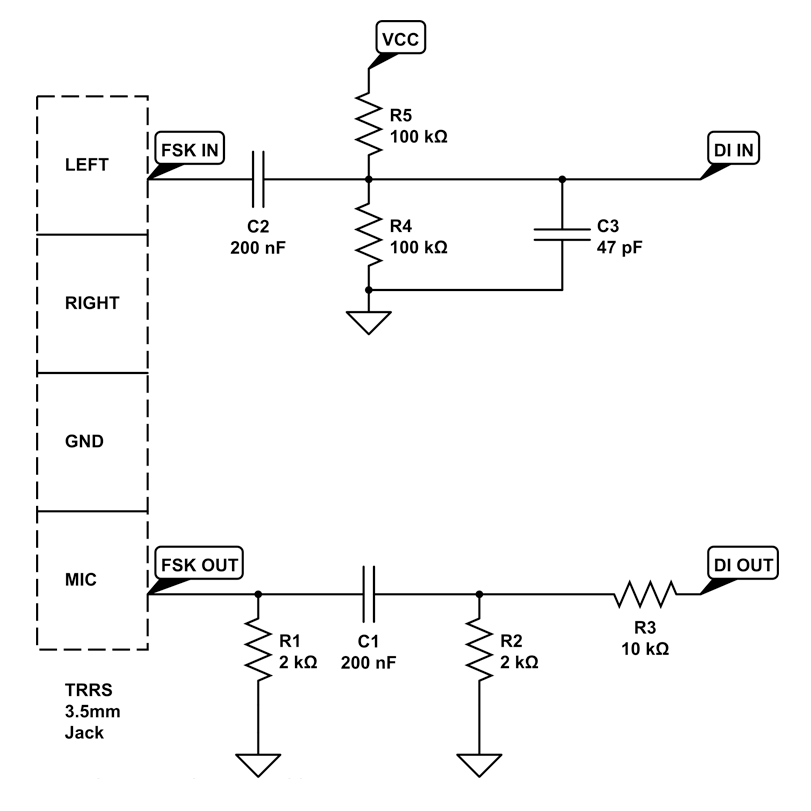 VCC
R5
100 kΩ
LEFT
FSK IN
DI IN
C2
200 nF
R4
100 kΩ
C3
47 pF
RIGHT
GND
MIC
FSK OUT
DI OUT
R1
2 kΩ
C1
200 nF
R2
2 kΩ
R3
10 kΩ
TRRS
3.5mm
Jack